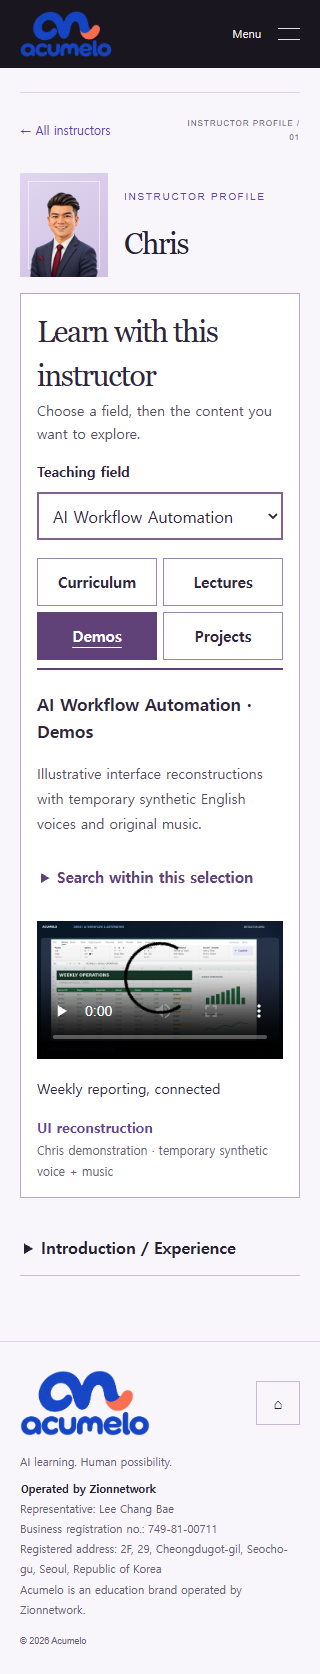 acumelo
Menu
← All instructors
INSTRUCTOR PROFILE /
01
INSTRUCTOR PROFILE
Chris
Learn with this
instructor
Choose a field, then the content you
want to explore.
Teaching field
AI Workflow Automation
Curriculum
Lectures
Demos
Projects
AI Workflow Automation ·
Demos
Illustrative interface reconstructions
with temporary synthetic English
voices and original music.
▶ Search within this selection
WEEKLY OPERATIONS
0:00
Weekly reporting, connected
UI reconstruction
Chris demonstration · temporary synthetic
voice + music
▶ Introduction / Experience
acumelo
AI learning. Human possibility.
Operated by Zionnetwork
Representative: Lee Chang Bae
Business registration no.: 749-81-00711
Registered address: 2F, 29, Cheongdugot-gil, Seocho-
gu, Seoul, Republic of Korea
Acumelo is an education brand operated by
Zionnetwork.
© 2026 Acumelo